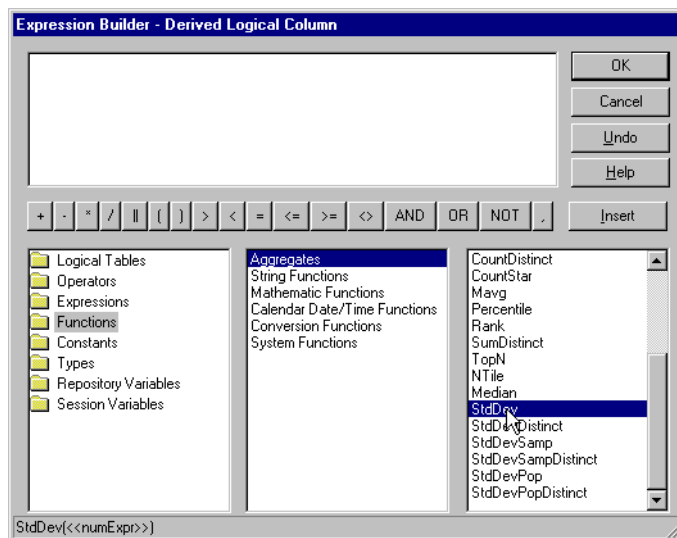 Expression Builder - Derived Logical Column
OK
Cancel
Undo
Help
+ - * / || ( ) > < = <= >= <> AND OR NOT , Insert
Logical Tables
Operators
Expressions
Functions
Constants
Types
Repository Variables
Session Variables
Aggregates
String Functions
Mathematic Functions
Calendar Date/Time Functions
Conversion Functions
System Functions
CountDistinct
CountStar
Mavg
Percentile
Rank
SumDistinct
TopN
NTile
Median
StdDev
StdDevDistinct
StdDevSamp
StdDevSampDistinct
StdDevPop
StdDevPopDistinct
StdDev(<<numExpr>>)